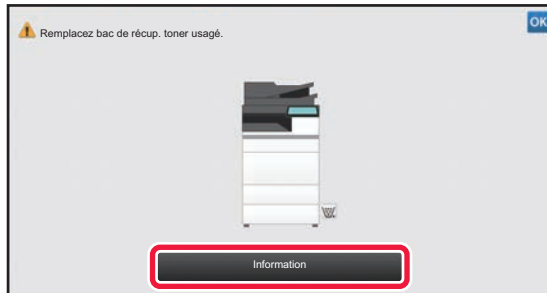 Remplacez bac de récup. toner usagé.
OK
Information